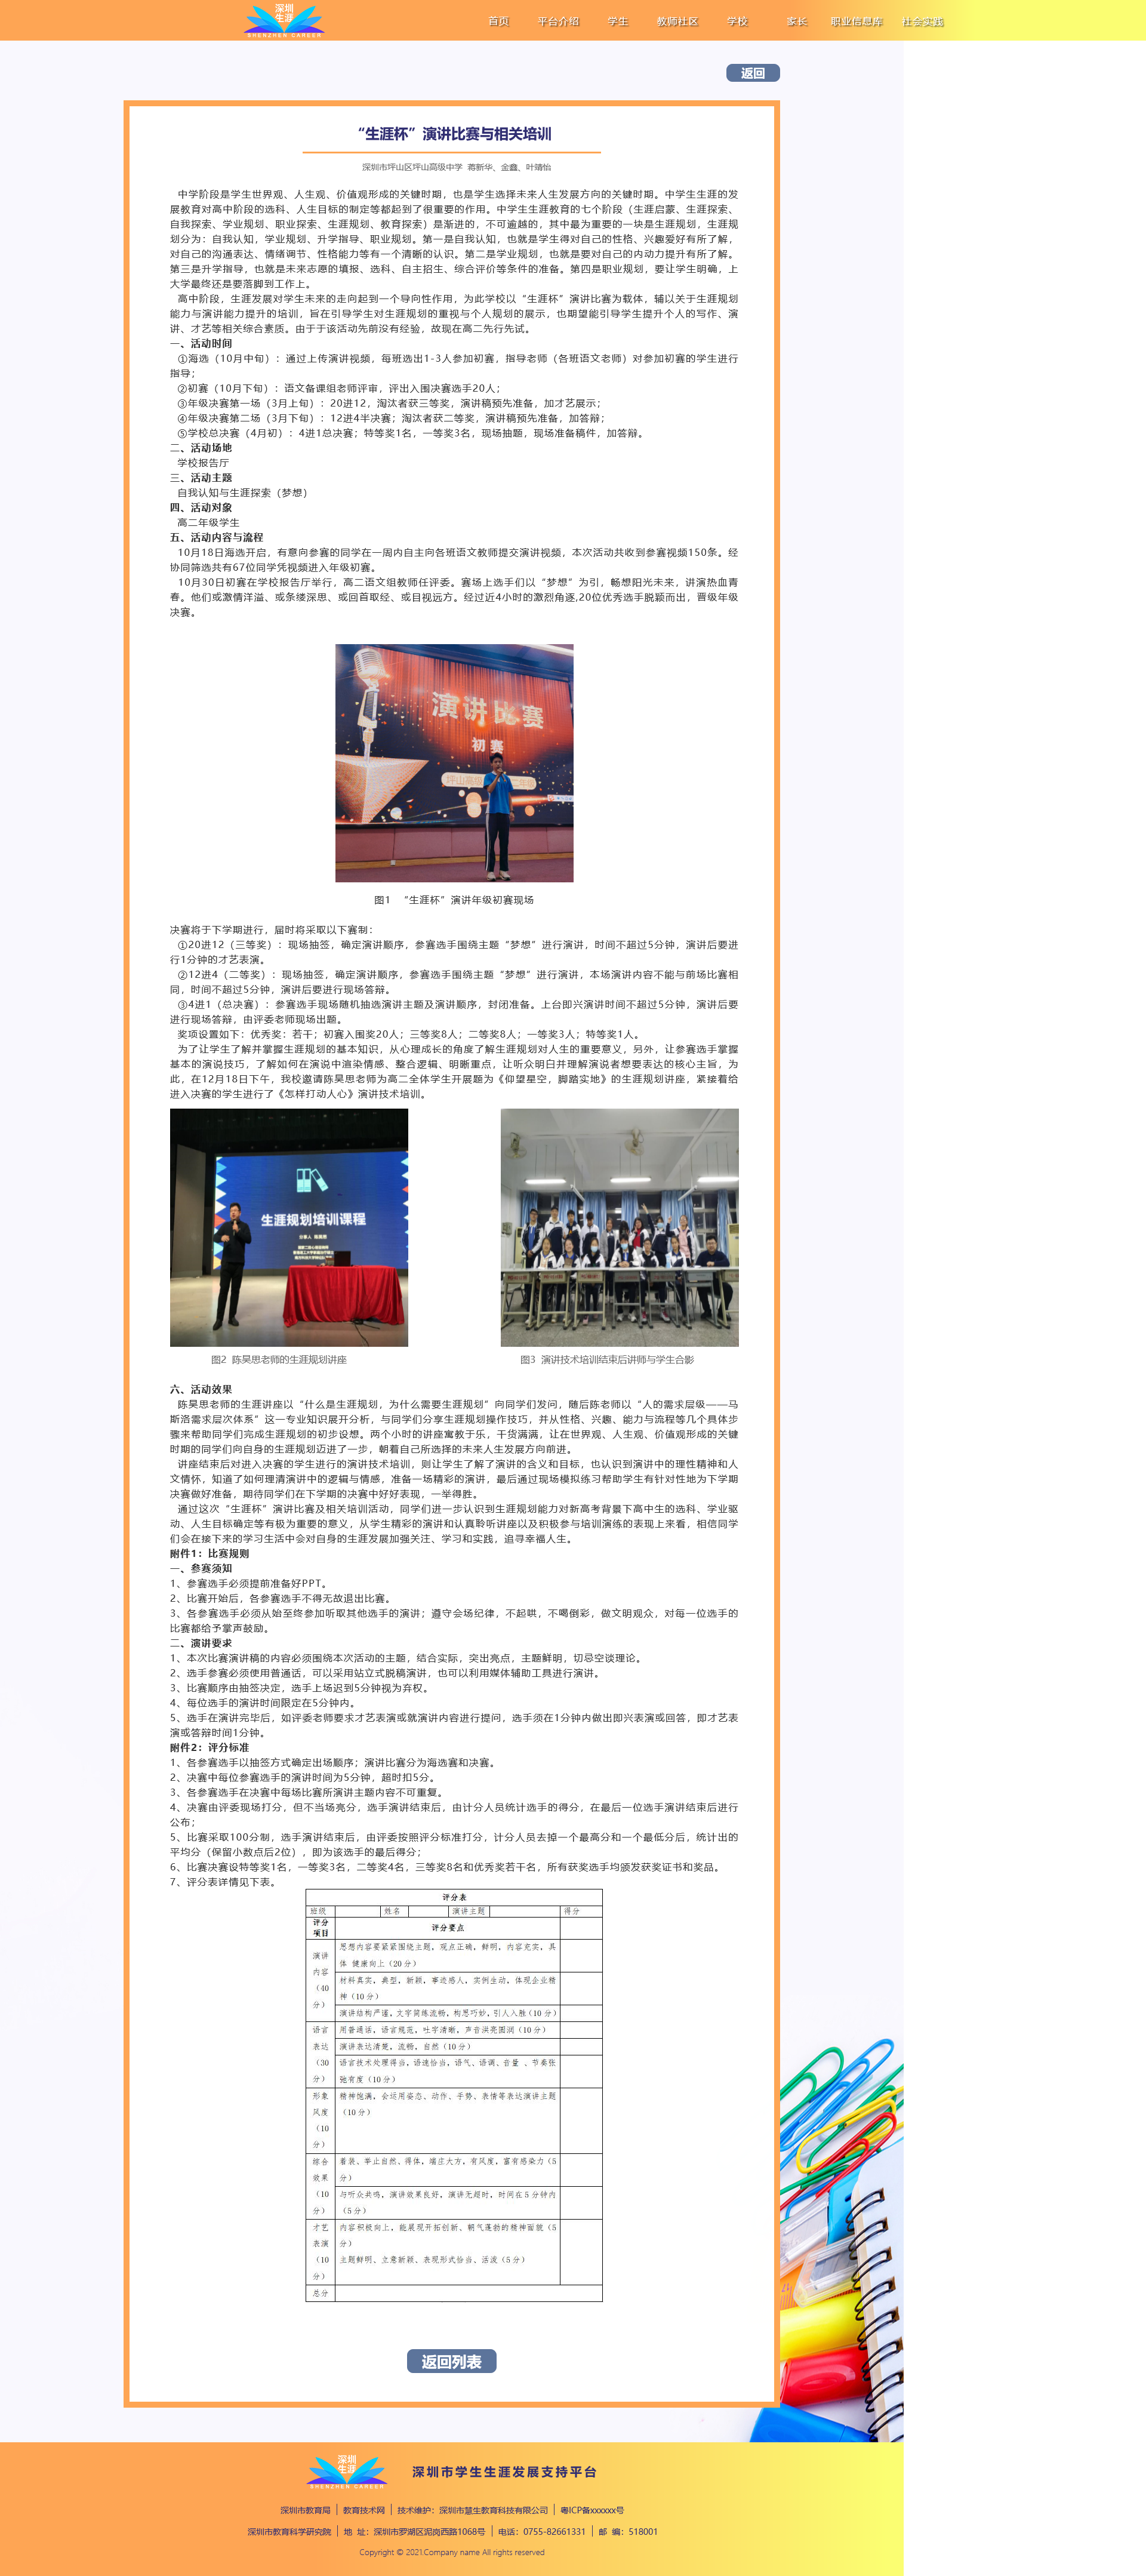 深圳
生涯
SHENZHEN CAREER
首页 平台介绍 学生 教师社区 学校 家长 职业信息库 社会实践
返回
“生涯杯”演讲比赛与相关培训
深圳市坪山区坪山高级中学 蒋新华、金鑫、叶晴怡
中学阶段是学生世界观、人生观、价值观形成的关键时期，也是学生选择未来人生发展方向的关键时期。中学生生涯的发
展教育对高中阶段的选科、人生目标的制定等都起到了很重要的作用。中学生生涯教育的七个阶段（生涯启蒙、生涯探索、
自我探索、学业规划、职业探索、生涯规划、教育探索）是渐进的，不可逾越的，其中最为重要的一块是生涯规划，生涯规
划分为：自我认知，学业规划、升学指导、职业规划。第一是自我认知，也就是学生得对自己的性格、兴趣爱好有所了解，
对自己的沟通表达、情绪调节、性格能力等有一个清晰的认识。第二是学业规划，也就是要对自己的内动力提升有所了解。
第三是升学指导，也就是未来志愿的填报、选科、自主招生、综合评价等条件的准备。第四是职业规划，要让学生明确，上
大学最终还是要落脚到工作上。
高中阶段，生涯发展对学生未来的走向起到一个导向性作用，为此学校以“生涯杯”演讲比赛为载体，辅以关于生涯规划
能力与演讲能力提升的培训，旨在引导学生对生涯规划的重视与个人规划的展示，也期望能引导学生提升个人的写作、演
讲、才艺等相关综合素质。由于于该活动先前没有经验，故现在高二先行先试。
一、活动时间
①海选（10月中旬）：通过上传演讲视频，每班选出1-3人参加初赛，指导老师（各班语文老师）对参加初赛的学生进行
指导；
②初赛（10月下旬）：语文备课组老师评审，评出入围决赛选手20人；
③年级决赛第一场（3月上旬）：20进12，淘汰者获三等奖，演讲稿预先准备，加才艺展示；
④年级决赛第二场（3月下旬）：12进4半决赛；淘汰者获二等奖，演讲稿预先准备，加答辩；
⑤学校总决赛（4月初）：4进1总决赛；特等奖1名，一等奖3名，现场抽题，现场准备稿件，加答辩。
二、活动场地
学校报告厅
三、活动主题
自我认知与生涯探索（梦想）
四、活动对象
高二年级学生
五、活动内容与流程
10月18日海选开启，有意向参赛的同学在一周内自主向各班语文教师提交演讲视频，本次活动共收到参赛视频150条。经
协同筛选共有67位同学凭视频进入年级初赛。
10月30日初赛在学校报告厅举行，高二语文组教师任评委。赛场上选手们以“梦想”为引，畅想阳光未来，讲演热血青
春。他们或激情洋溢、或条缕深思、或回首取经、或目视远方。经过近4小时的激烈角逐,20位优秀选手脱颖而出，晋级年级
决赛。
演讲比赛
初赛
图1 “生涯杯”演讲年级初赛现场
决赛将于下学期进行，届时将采取以下赛制：
①20进12（三等奖）：现场抽签，确定演讲顺序，参赛选手围绕主题“梦想”进行演讲，时间不超过5分钟，演讲后要进
行1分钟的才艺表演。
②12进4（二等奖）：现场抽签，确定演讲顺序，参赛选手围绕主题“梦想”进行演讲，本场演讲内容不能与前场比赛相
同，时间不超过5分钟，演讲后要进行现场答辩。
③4进1（总决赛）：参赛选手现场随机抽选演讲主题及演讲顺序，封闭准备。上台即兴演讲时间不超过5分钟，演讲后要
进行现场答辩，由评委老师现场出题。
奖项设置如下：优秀奖：若干；初赛入围奖20人；三等奖8人；二等奖8人；一等奖3人；特等奖1人。
为了让学生了解并掌握生涯规划的基本知识，从心理成长的角度了解生涯规划对人生的重要意义，另外，让参赛选手掌握
基本的演说技巧，了解如何在演说中渲染情感、整合逻辑、明晰重点，让听众明白并理解演说者想要表达的核心主旨，为
此，在12月18日下午，我校邀请陈昊思老师为高二全体学生开展题为《仰望星空，脚踏实地》的生涯规划讲座，紧接着给
进入决赛的学生进行了《怎样打动人心》演讲技术培训。
生涯规划培训课程
图2 陈昊思老师的生涯规划讲座
图3 演讲技术培训结束后讲师与学生合影
六、活动效果
陈昊思老师的生涯讲座以“什么是生涯规划，为什么需要生涯规划”向同学们发问，随后陈老师以“人的需求层级——马
斯洛需求层次体系”这一专业知识展开分析，与同学们分享生涯规划操作技巧，并从性格、兴趣、能力与流程等几个具体步
骤来帮助同学们完成生涯规划的初步设想。两个小时的讲座寓教于乐，干货满满，让在世界观、人生观、价值观形成的关键
时期的同学们向自身的生涯规划迈进了一步，朝着自己所选择的未来人生发展方向前进。
讲座结束后对进入决赛的学生进行的演讲技术培训，则让学生了解了演讲的含义和目标，也认识到演讲中的理性精神和人
文情怀，知道了如何理清演讲中的逻辑与情感，准备一场精彩的演讲，最后通过现场模拟练习帮助学生有针对性地为下学期
决赛做好准备，期待同学们在下学期的决赛中好好表现，一举得胜。
通过这次“生涯杯”演讲比赛及相关培训活动，同学们进一步认识到生涯规划能力对新高考背景下高中生的选科、学业驱
动、人生目标确定等有极为重要的意义，从学生精彩的演讲和认真聆听讲座以及积极参与培训演练的表现上来看，相信同学
们会在接下来的学习生活中会对自身的生涯发展加强关注、学习和实践，追寻幸福人生。
附件1：比赛规则
一、参赛须知
1、参赛选手必须提前准备好PPT。
2、比赛开始后，各参赛选手不得无故退出比赛。
3、各参赛选手必须从始至终参加听取其他选手的演讲；遵守会场纪律，不起哄，不喝倒彩，做文明观众，对每一位选手的
比赛都给予掌声鼓励。
二、演讲要求
1、本次比赛演讲稿的内容必须围绕本次活动的主题，结合实际，突出亮点，主题鲜明，切忌空谈理论。
2、选手参赛必须使用普通话，可以采用站立式脱稿演讲，也可以利用媒体辅助工具进行演讲。
3、比赛顺序由抽签决定，选手上场迟到5分钟视为弃权。
4、每位选手的演讲时间限定在5分钟内。
5、选手在演讲完毕后，如评委老师要求才艺表演或就演讲内容进行提问，选手须在1分钟内做出即兴表演或回答，即才艺表
演或答辩时间1分钟。
附件2：评分标准
1、各参赛选手以抽签方式确定出场顺序；演讲比赛分为海选赛和决赛。
2、决赛中每位参赛选手的演讲时间为5分钟，超时扣5分。
3、各参赛选手在决赛中每场比赛所演讲主题内容不可重复。
4、决赛由评委现场打分，但不当场亮分，选手演讲结束后，由计分人员统计选手的得分，在最后一位选手演讲结束后进行
公布；
5、比赛采取100分制，选手演讲结束后，由评委按照评分标准打分，计分人员去掉一个最高分和一个最低分后，统计出的
平均分（保留小数点后2位），即为该选手的最后得分；
6、比赛决赛设特等奖1名，一等奖3名，二等奖4名，三等奖8名和优秀奖若干名，所有获奖选手均颁发获奖证书和奖品。
7、评分表详情见下表。
评分表
班级 姓名 演讲主题 得分
评分
项目
评分要点
演讲
内容
（40
分）
思想内容要紧紧围绕主题，观点正确，鲜明，内容充实，具
体 健康向上（20分）
材料真实，典型，新颖，事迹感人，实例生动，体现企业精
神（10分）
演讲结构严谨，文字简练流畅，构思巧妙，引人入胜（10分）
语言
表达
（30
分）
用普通话，语言规范，吐字清晰，声音洪亮圆润（10分）
演讲表达清楚，流畅，自然（10分）
语言技术处理得当，语速恰当，语气、语调、音量 、节奏张
弛有度（10分）
形象
风度
（10
分）
精神饱满，会运用姿态、动作、手势、表情等表达演讲主题
（10分）
综合
效果
（10
分）
着装、举止自然、得体，端庄大方，有风度，富有感染力（5
分）
与听众共鸣，演讲效果良好，演讲无超时，时间在5分钟内
（5分）
才艺
表演
（10
分）
内容积极向上，能展现开拓创新、朝气蓬勃的精神面貌（5
分）
主题鲜明、立意新颖、表现形式恰当、活泼（5分）
总分
返回列表
深圳
生涯
SHENZHEN CAREER
深圳市学生生涯发展支持平台
深圳市教育局 教育技术网 技术维护：深圳市慧生教育科技有限公司 粤ICP备xxxxxx号
深圳市教育科学研究院 地 址：深圳市罗湖区泥岗西路1068号 电话：0755-82661331 邮 编：518001
Copyright © 2021.Company name All rights reserved